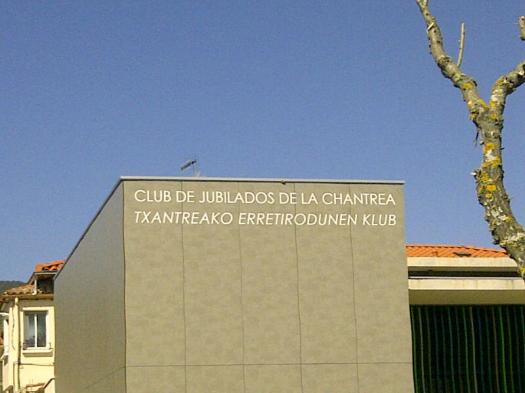 CLUB DE JUBILADOS DE LA CHANTREA
TXANTREAKO ERRETIRODUNEN KLUB